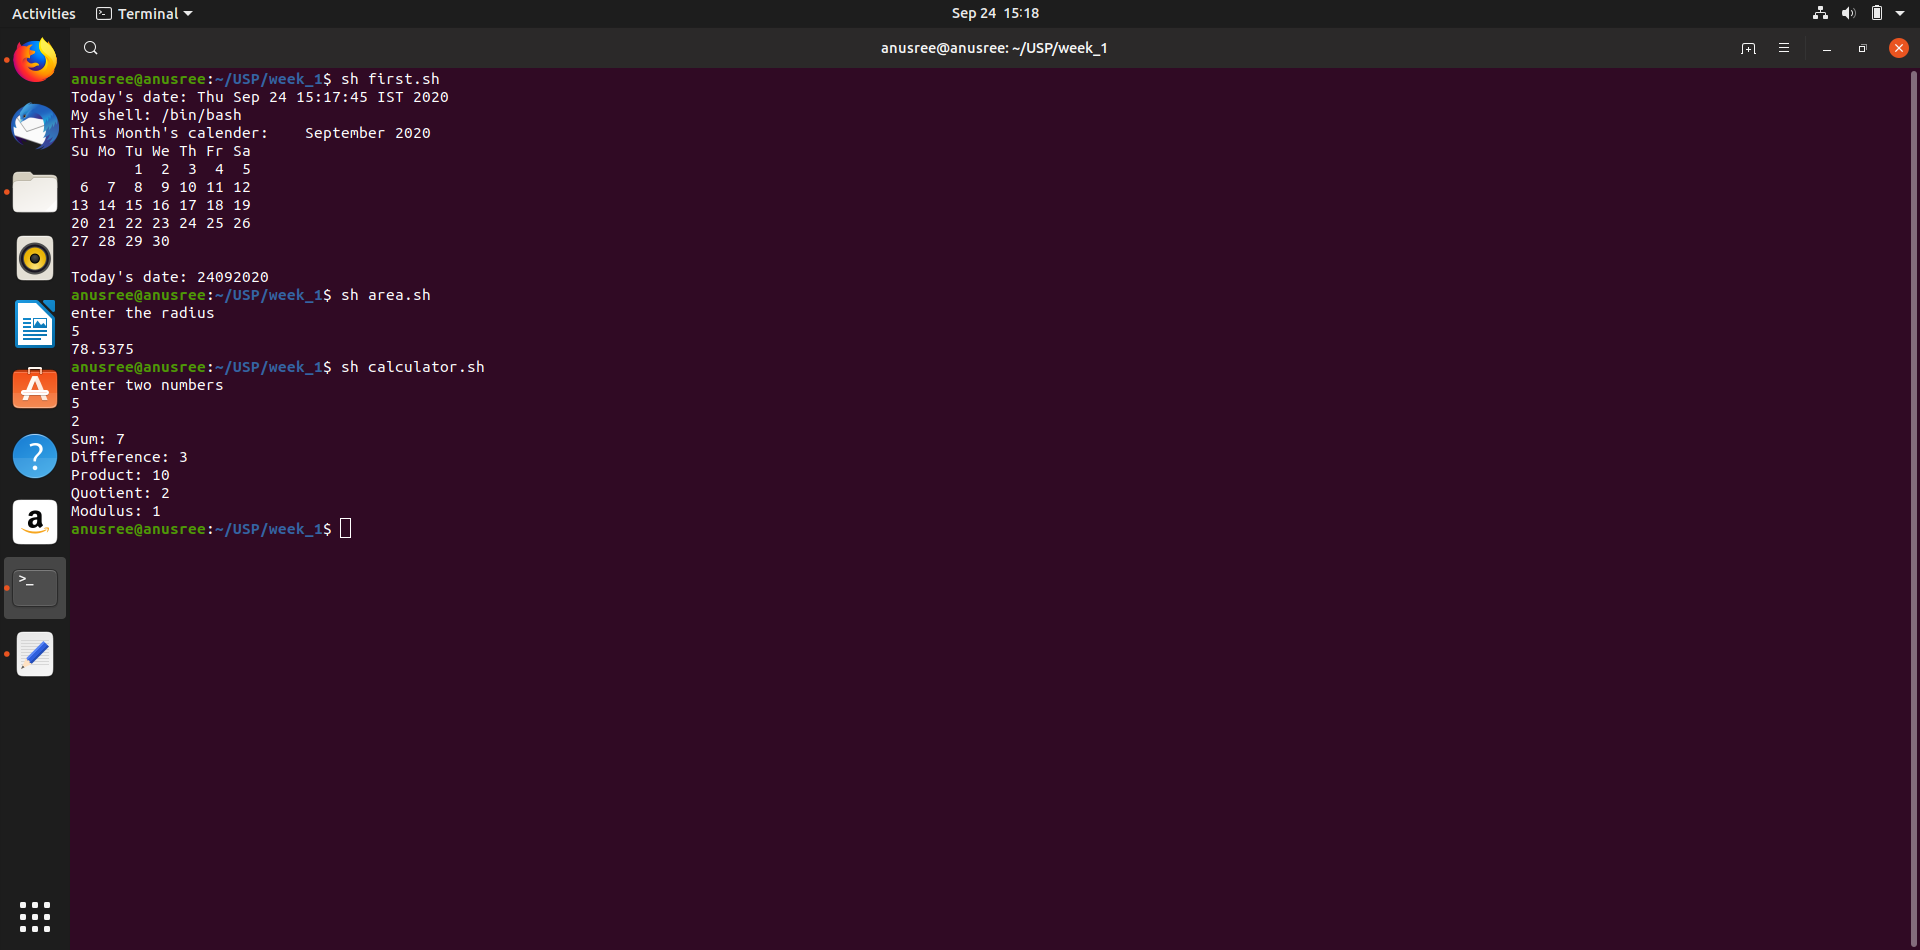 Activities Terminal Sep 24 15:18
anusree@anusree: ~/USP/week_1
anusree@anusree:~/USP/week_1$ sh first.sh
Today's date: Thu Sep 24 15:17:45 IST 2020
My shell: /bin/bash
This Month's calender:    September 2020
Su Mo Tu We Th Fr Sa
       1  2  3  4  5
 6  7  8  9 10 11 12
13 14 15 16 17 18 19
20 21 22 23 24 25 26
27 28 29 30

Today's date: 24092020
anusree@anusree:~/USP/week_1$ sh area.sh
enter the radius
5
78.5375
anusree@anusree:~/USP/week_1$ sh calculator.sh
enter two numbers
5
2
Sum: 7
Difference: 3
Product: 10
Quotient: 2
Modulus: 1
anusree@anusree:~/USP/week_1$